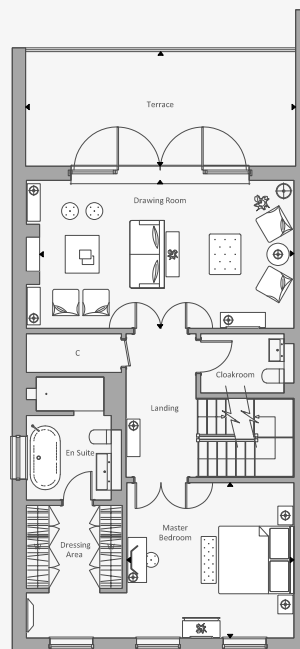 Terrace
Drawing Room
C
Cloakroom
Landing
En Suite
Dressing
Area
Master
Bedroom